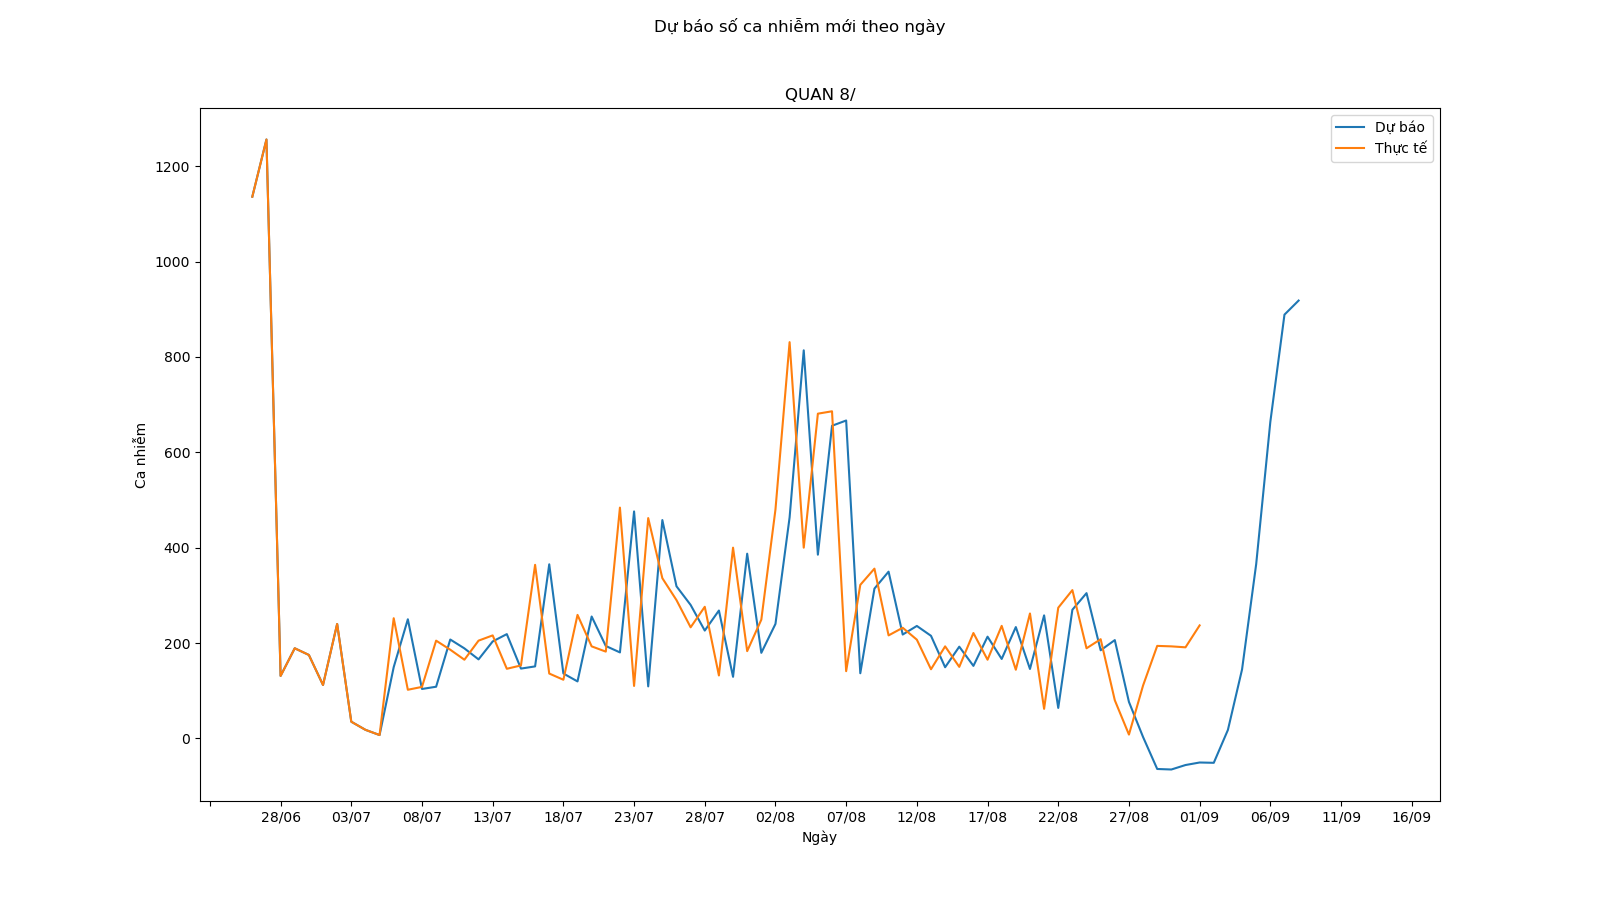 Dự báo số ca nhiễm mới theo ngày
QUAN 8/
Dự báo
Thực tế
1200
1000
800
600
400
200
0
Ca nhiễm
28/06 03/07 08/07 13/07 18/07 23/07 28/07 02/08 07/08 12/08 17/08 22/08 27/08 01/09 06/09 11/09 16/09
Ngày